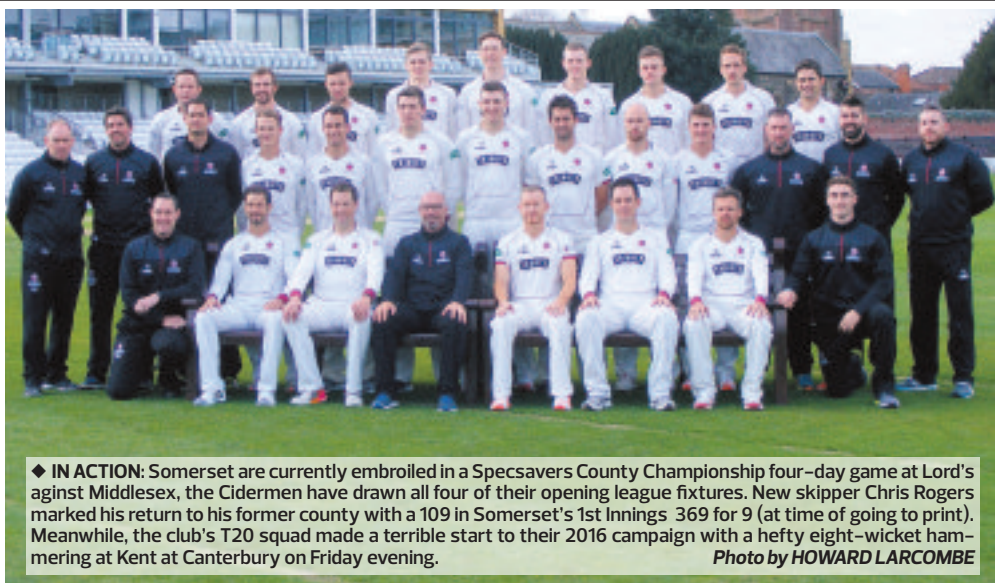 ◆ IN ACTION: Somerset are currently embroiled in a Specsavers County Championship four-day game at Lord's
aginst Middlesex, the Cidermen have drawn all four of their opening league fixtures. New skipper Chris Rogers
marked his return to his former county with a 109 in Somerset's 1st Innings 369 for 9 (at time of going to print).
Meanwhile, the club's T20 squad made a terrible start to their 2016 campaign with a hefty eight-wicket ham-
mering at Kent at Canterbury on Friday evening. Photo by HOWARD LARCOMBE